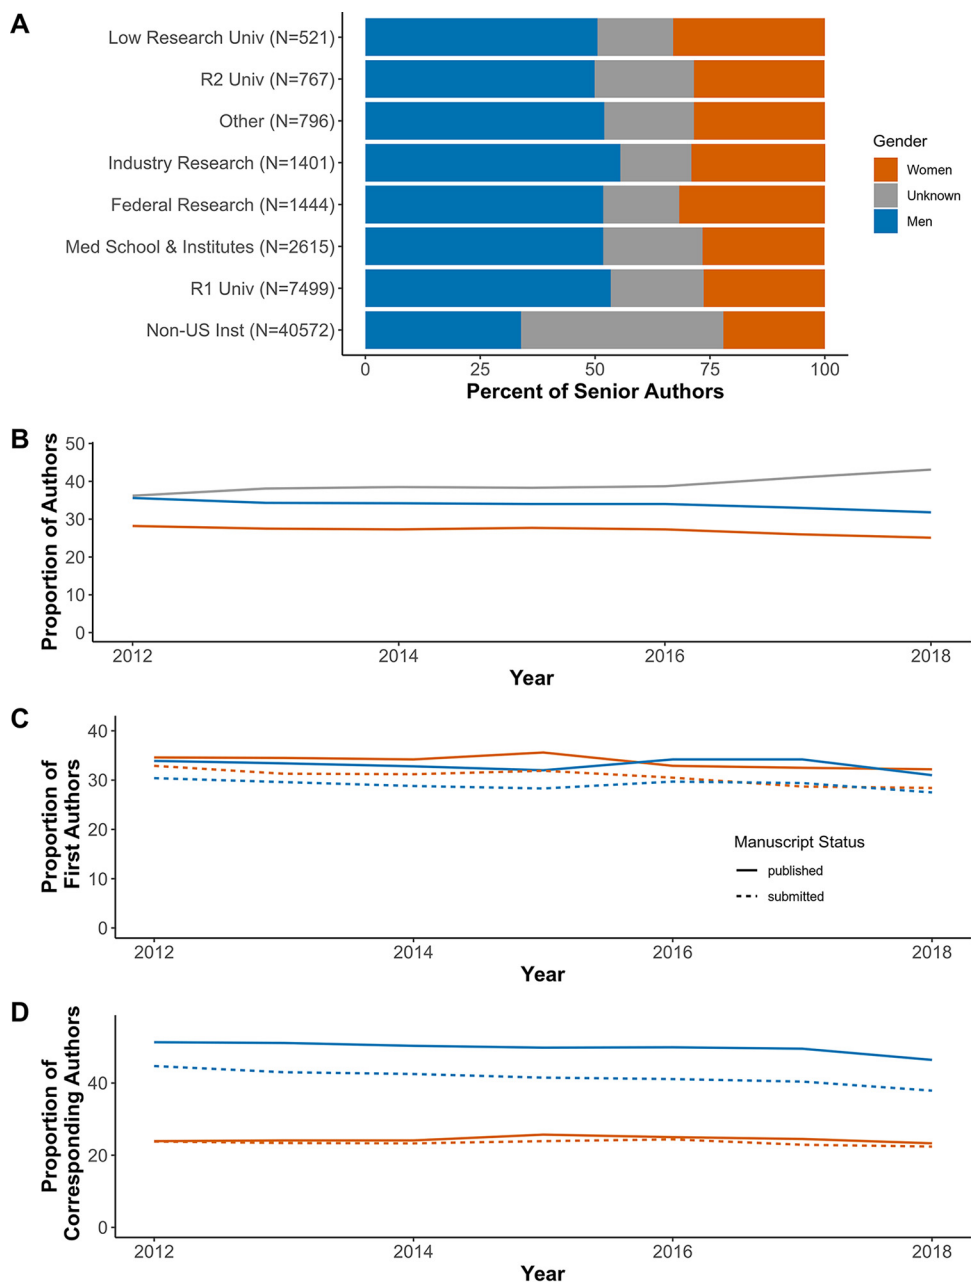 A
Low Research Univ (N=521)
R2 Univ (N=767)
Other (N=796)
Industry Research (N=1401)
Federal Research (N=1444)
Med School & Institutes (N=2615)
R1 Univ (N=7499)
Non-US Inst (N=40572)
0 25 50 75 100
Percent of Senior Authors
Gender
Women
Unknown
Men
B
Proportion of Authors
50
40
30
20
10
0
2012 2014 2016 2018
Year
C
Proportion of
First Authors
40
30
20
10
0
Manuscript Status
published
submitted
2012 2014 2016 2018
Year
D
Proportion of
Corresponding Authors
40
20
0
2012 2014 2016 2018
Year